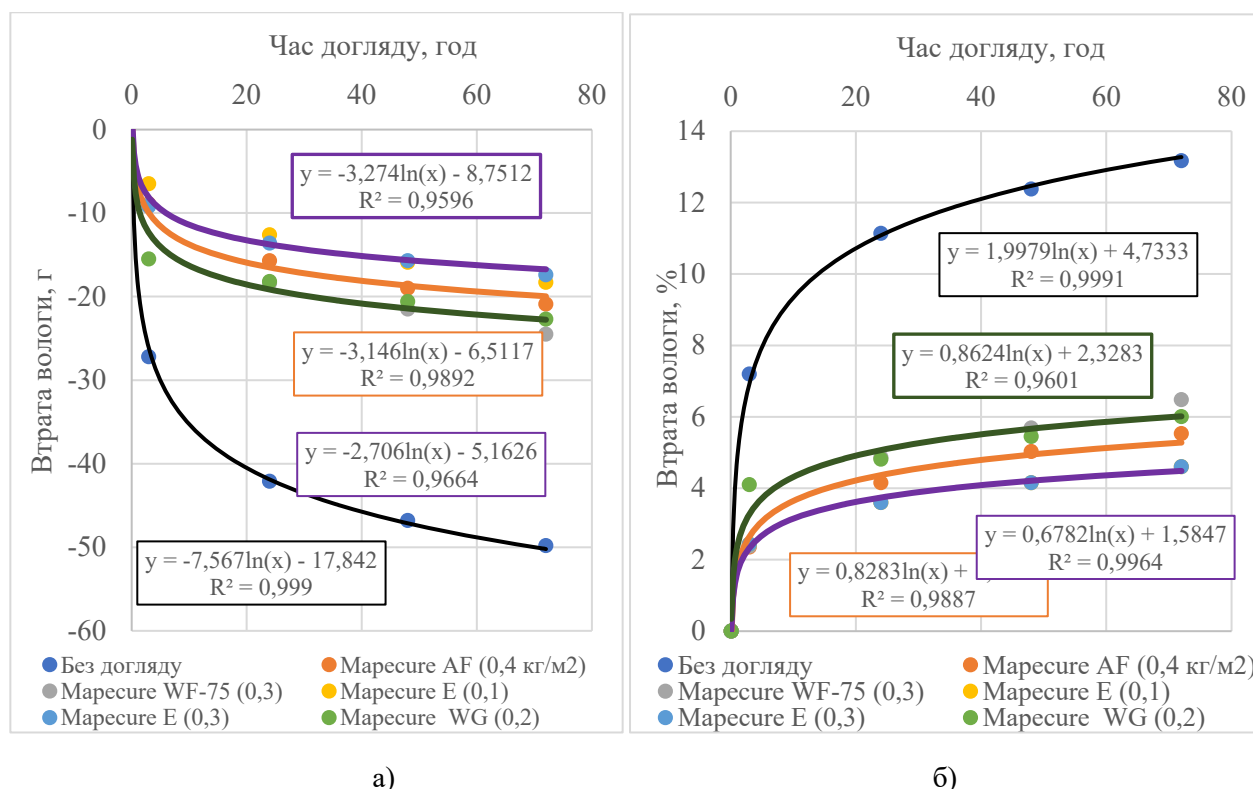 Час догляду, год
0 20 40 60 80
0
-10
-20
-30
-40
-50
-60
Втрата вологи, г
y = -3,274ln(x) - 8,7512
R² = 0,9596
y = -3,146ln(x) - 6,5117
R² = 0,9892
y = -2,706ln(x) - 5,1626
R² = 0,9664
y = -7,567ln(x) - 17,842
R² = 0,999
Без догляду
Mapecure AF (0,4 кг/м2)
Mapecure WF-75 (0,3)
Mapecure E (0,1)
Mapecure E (0,3)
Mapecure WG (0,2)
а)
Час догляду, год
0 20 40 60 80
14
12
10
8
6
4
2
0
Втрата вологи, %
y = 1,9979ln(x) + 4,7333
R² = 0,9991
y = 0,8624ln(x) + 2,3283
R² = 0,9601
y = 0,6782ln(x) + 1,5847
R² = 0,9964
y = 0,8283ln(x) +
R² = 0,9887
Без догляду
Mapecure AF (0,4 кг/м2)
Mapecure WF-75 (0,3)
Mapecure E (0,1)
Mapecure E (0,3)
Mapecure WG (0,2)
б)